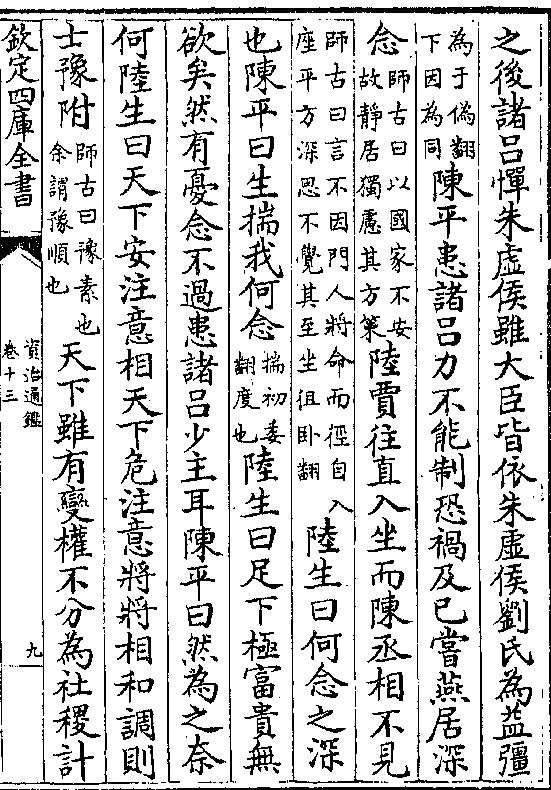 之後諸吕憚朱虛侯雖大臣皆依朱虛侯劉氏為益彊
為于偽翻
下因為同
陳平患諸吕力不能制恐禍及已嘗燕居深
念
師古曰以國家不安
故靜居獨慮其方策
陸賈往直入坐而陳丞相不見
師古曰言不因門人將命而徑自入
座平方深思不覺其至坐徂卧翻
陸生曰何念之深
也陳平曰生揣我何念
揣初委
翻度也
陸生曰足下極富貴無
欲矣然有憂念不過患諸吕少主耳陳平曰然為之奈
何陸生曰天下安注意相天下危注意將將相和調則
士豫附
師古曰豫素也
余謂豫順也
天下雖有變權不分為社稷計
欽定四庫全書
資治通鑑
卷十三
九